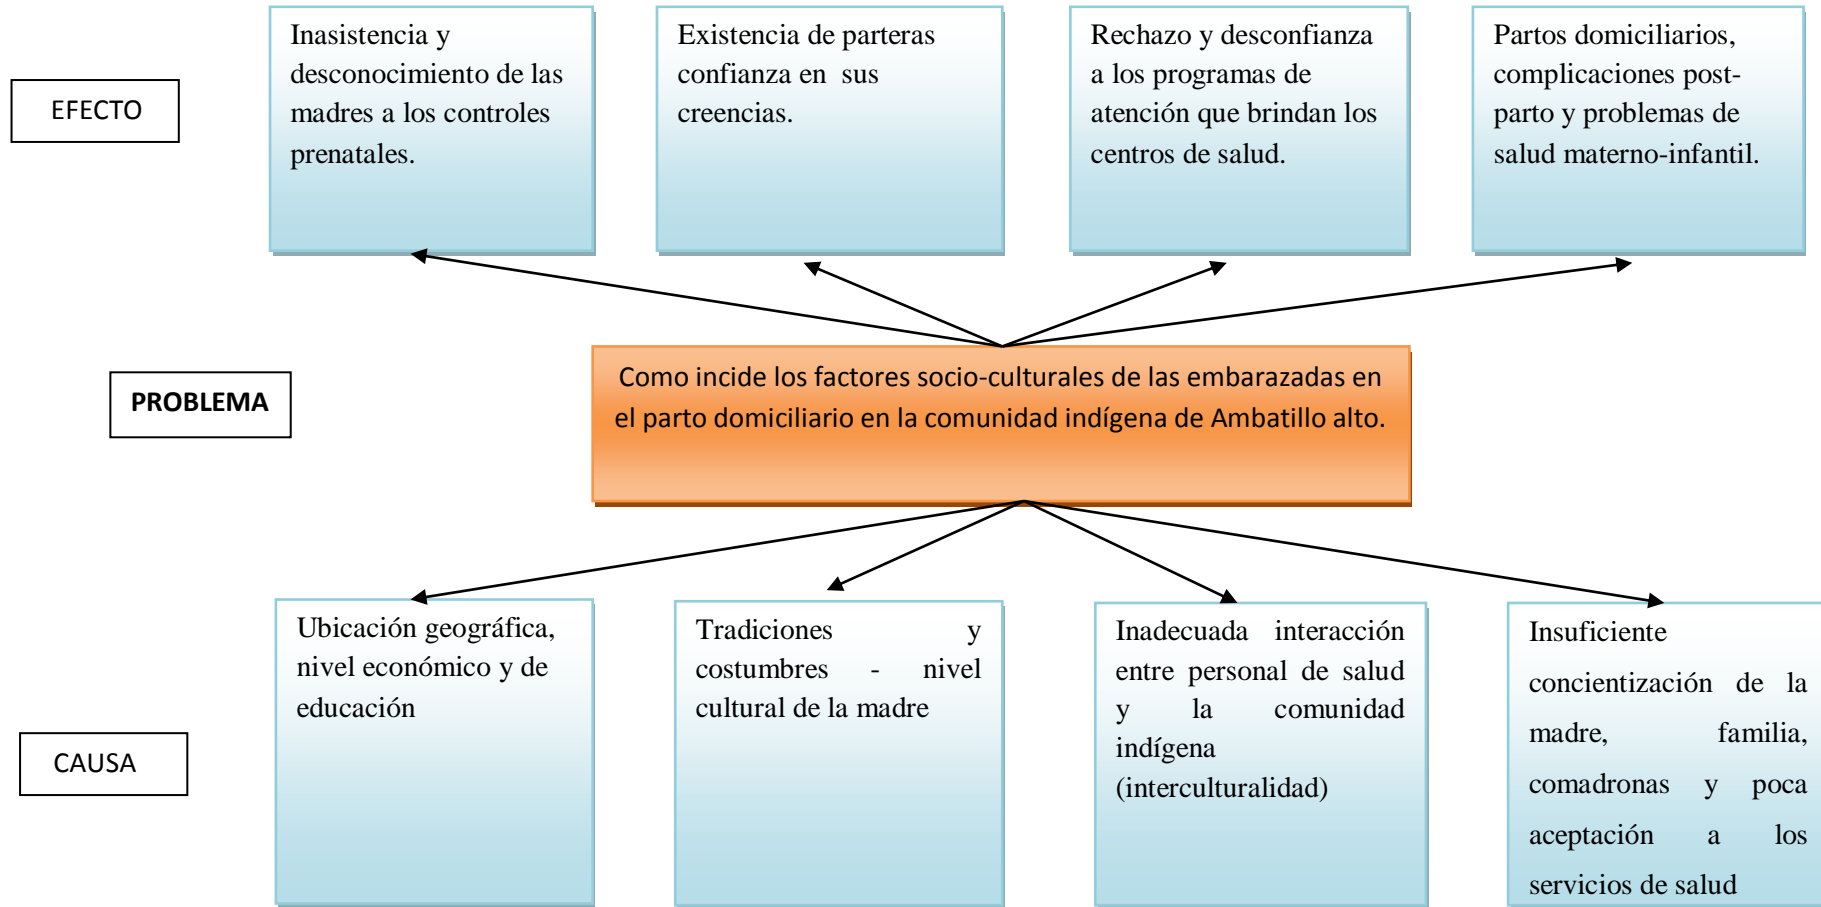 EFECTO
Inasistencia y
desconocimiento de las
madres a los controles
prenatales.
Existencia de parteras
confianza en sus
creencias.
Rechazo y desconfianza
a los programas de
atención que brindan los
centros de salud.
Partos domiciliarios,
complicaciones post-
parto y problemas de
salud materno-infantil.
PROBLEMA
Como incide los factores socio-culturales de las embarazadas en
el parto domiciliario en la comunidad indígena de Ambatillo alto.
CAUSA
Ubicación geográfica,
nivel económico y de
educación
Tradiciones y
costumbres - nivel
cultural de la madre
Inadecuada interacción
entre personal de salud
y la comunidad
indígena
(interculturalidad)
Insuficiente
concientización de la
madre, familia,
comadronas y poca
aceptación a los
servicios de salud